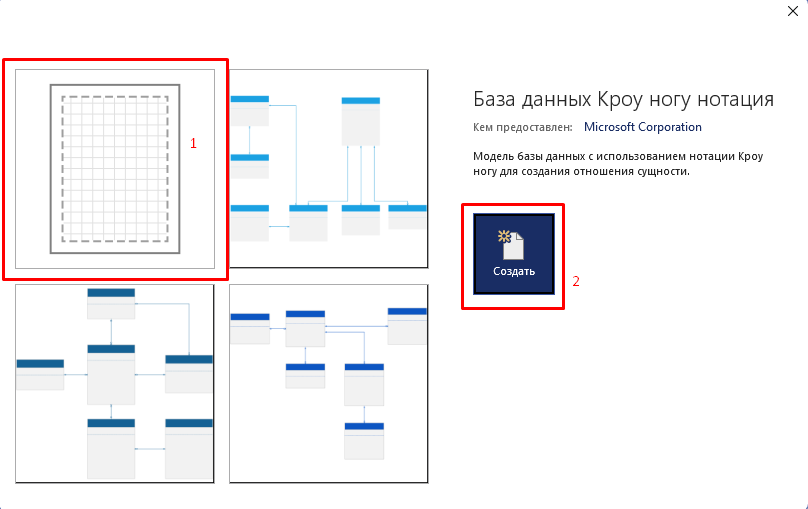 1
База данных Кроу ногу нотация
Кем предоставлен: Microsoft Corporation
Модель базы данных с использованием нотации Кроу
ногу для создания отношения сущности.
Создать
2